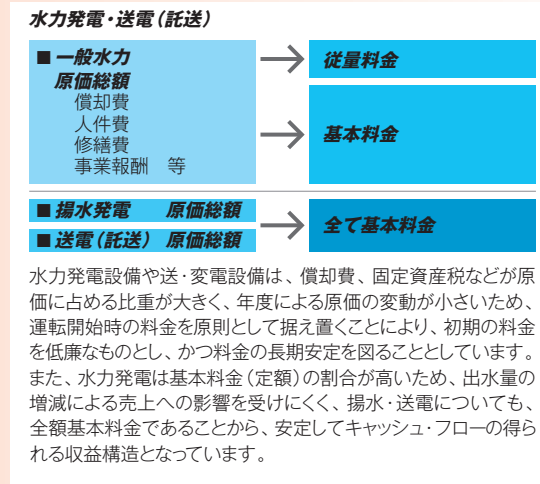 水力発電・送電（託送）
■ 一般水力
原価総額
償却費
人件費
修繕費
事業報酬　等
従量料金
基本料金
■ 揚水発電　原価総額
■ 送電（託送）　原価総額
全て基本料金
水力発電設備や送・変電設備は、償却費、固定資産税などが原
価に占める比重が大きく、年度による原価の変動が小さいため、
運転開始時の料金を原則として据え置くことにより、初期の料金
を低廉なものとし、かつ料金の長期安定を図ることとしています。
また、水力発電は基本料金（定額）の割合が高いため、出水量の
増減による売上への影響を受けにくく、揚水・送電についても、
全額基本料金であることから、安定してキャッシュ・フローの得ら
れる収益構造となっています。